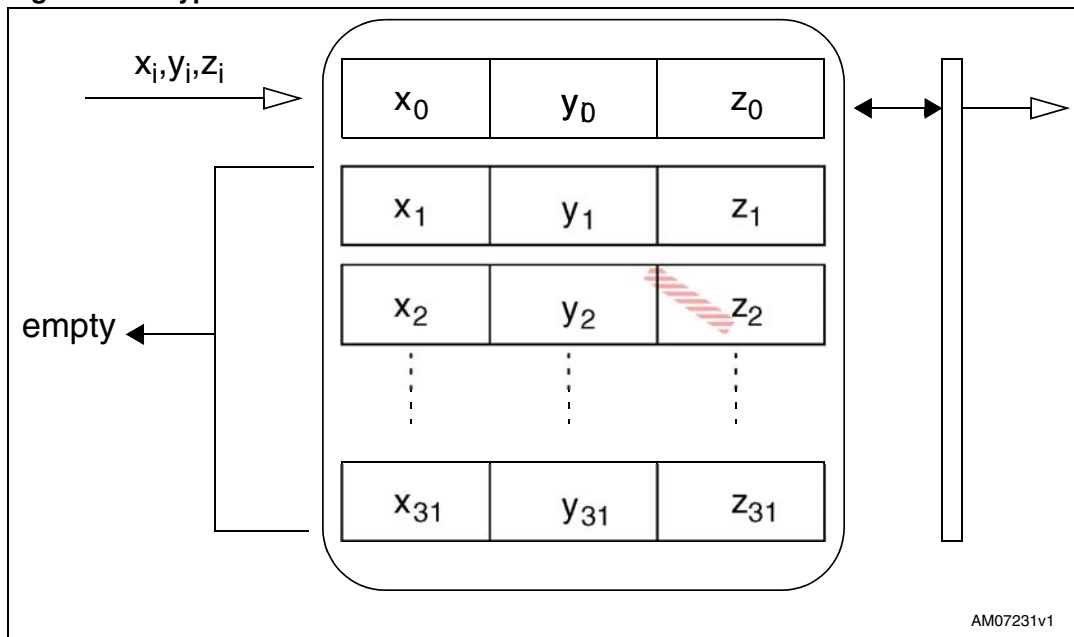 xᵢ,yᵢ,zᵢ
x₀ y₀ z₀
x₁ y₁ z₁
x₂ y₂ z₂
empty
x₃₁ y₃₁ z₃₁
AM07231v1